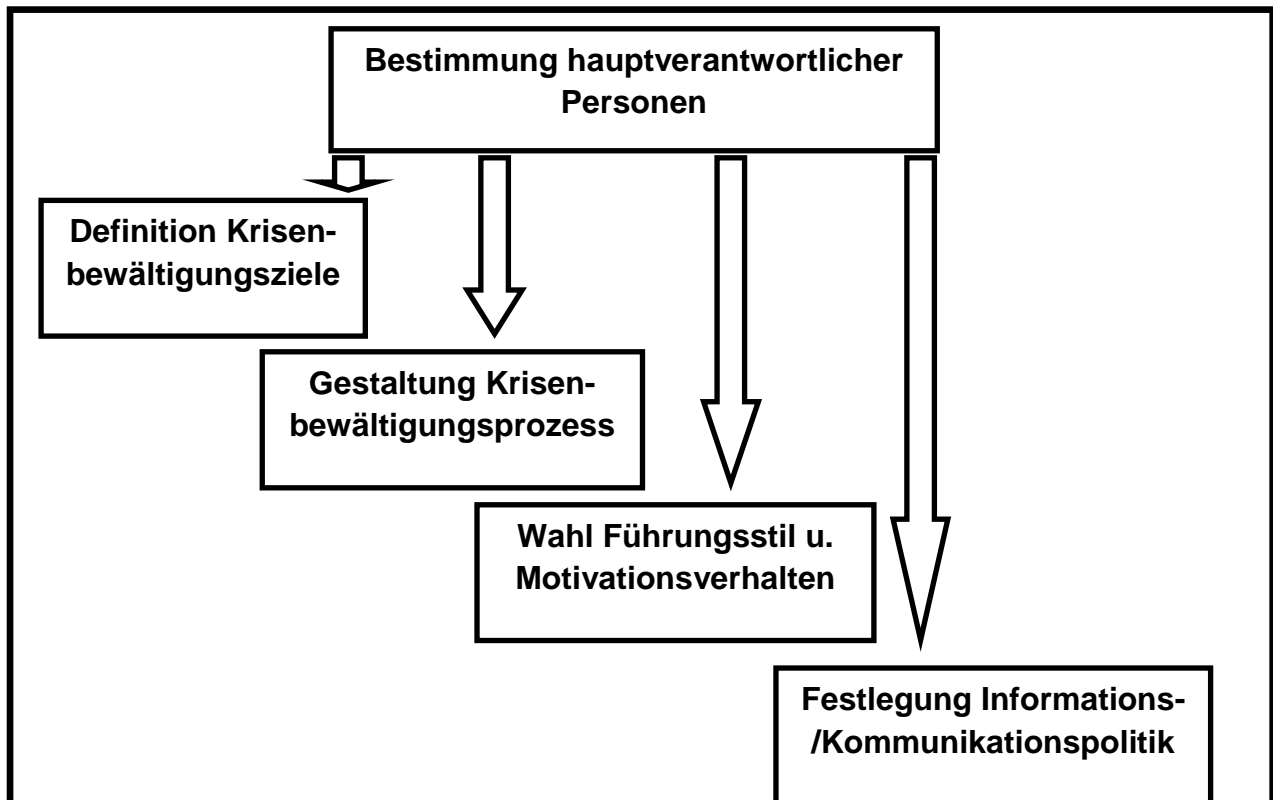 Bestimmung hauptverantwortlicher
Personen
Definition Krisen-
bewältigungsziele
Gestaltung Krisen-
bewältigungsprozess
Wahl Führungsstil u.
Motivationsverhalten
Festlegung Informations-
/Kommunikationspolitik